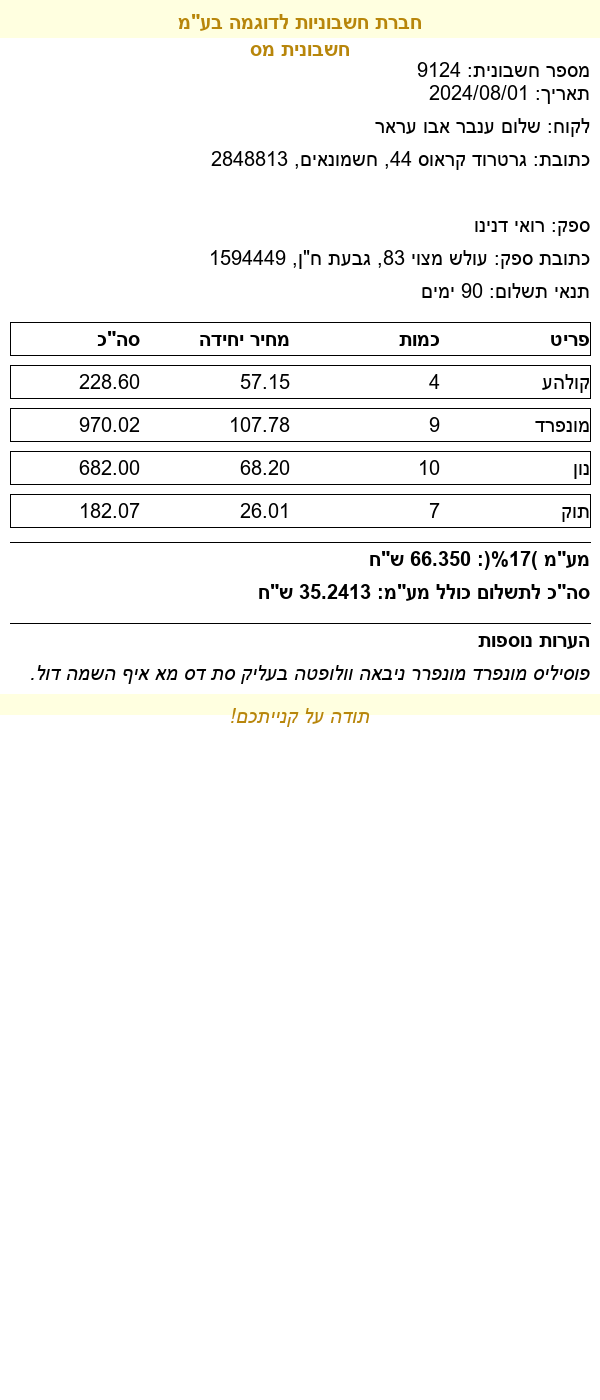 חברת חשבוניות לדוגמה בע"מ
חשבונית מס
מספר חשבונית: 9124
תאריך: 2024/08/01
לקוח: שלום ענבר אבו עראר
כתובת: גרטרוד קראוס 44, חשמונאים, 2848813
ספק: רואי דנינו
כתובת ספק: עולש מצוי 83, גבעת ח"ן, 1594449
תנאי תשלום: 90 ימים
פריט כמות מחיר יחידה סה"כ
קולהע 4 57.15 228.60
מונפרד 9 107.78 970.02
נון 10 68.20 682.00
תוק 7 26.01 182.07
מע"מ )17%(: 66.350 ש"ח
סה"כ לתשלום כולל מע"מ: 35.2413 ש"ח
הערות נוספות
פוסיליס מונפרד מונפרר ניבאה וולופטה בעליק סת דס מא איף השמה דול.
תודה על קנייתכם!